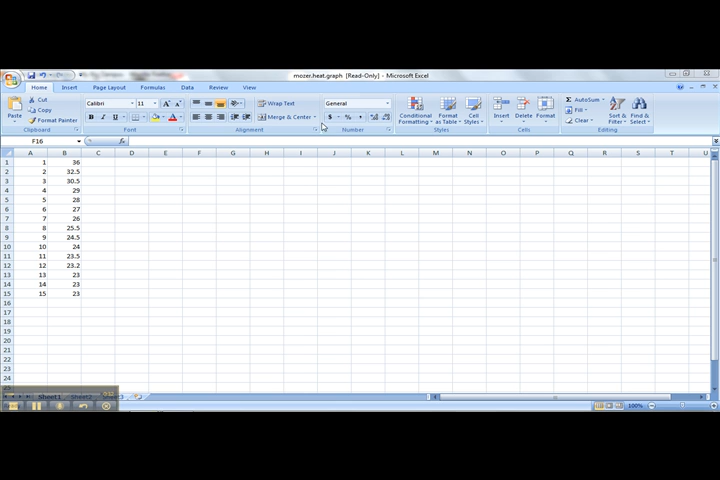 mozer.heat.graph [Read-Only] - Microsoft Excel
Home Insert Page Layout Formulas Data Review View
Cut Calibri 11 A A Wrap Text General AutoSum
Copy Fill
Paste Format Painter B I U A Merge & Center $ % , Conditional Formatting Format as Table Cell Styles Insert Delete Format Clear Sort & Filter Find & Select
Clipboard Font Alignment Number Styles Cells Editing
F16 fx
A B C D E F G H I J K L M N O P Q R S T U
1 1 36
2 2 32.5
3 3 30.5
4 4 29
5 5 28
6 6 27
7 7 26
8 8 25.5
9 9 24.5
10 10 24
11 11 23.5
12 12 23.2
13 13 23
14 14 23
15 15 23
16
17
18
19
20
21
22
23
24
Sheet1 Sheet2
100%